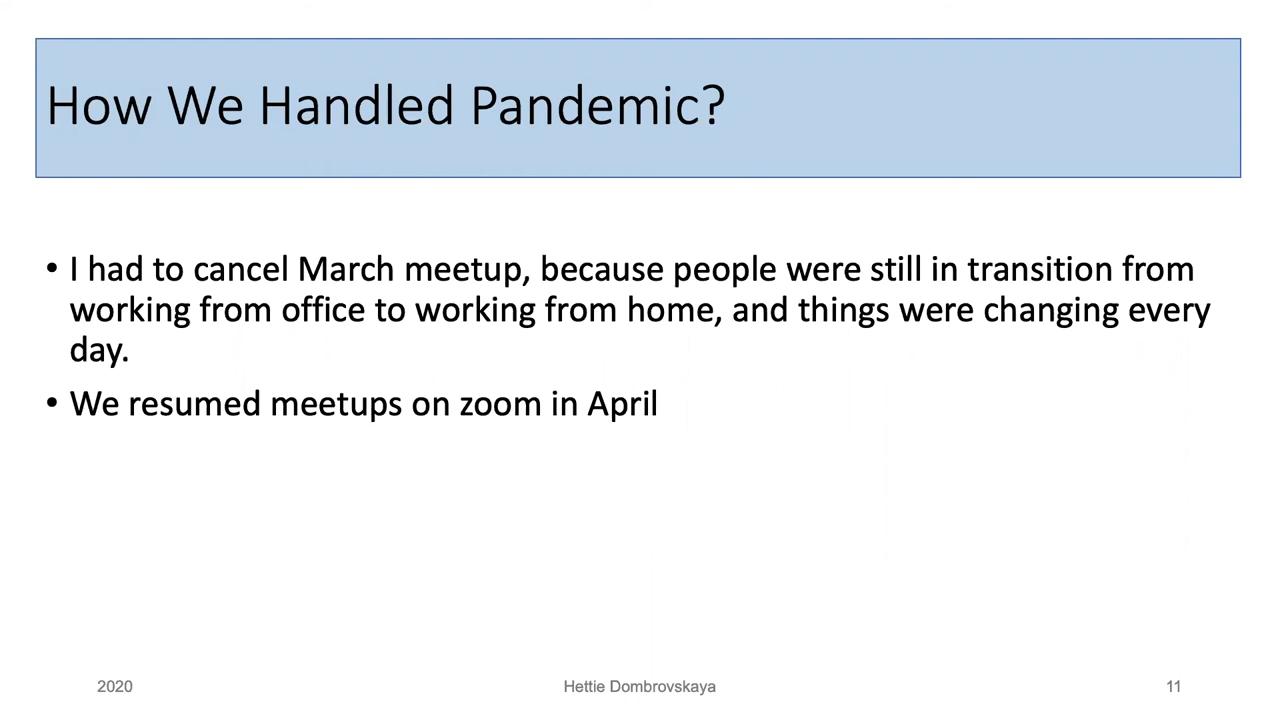 How We Handled Pandemic?
• I had to cancel March meetup, because people were still in transition from
working from office to working from home, and things were changing every
day.
• We resumed meetups on zoom in April
2020
Hettie Dombrovskaya
11